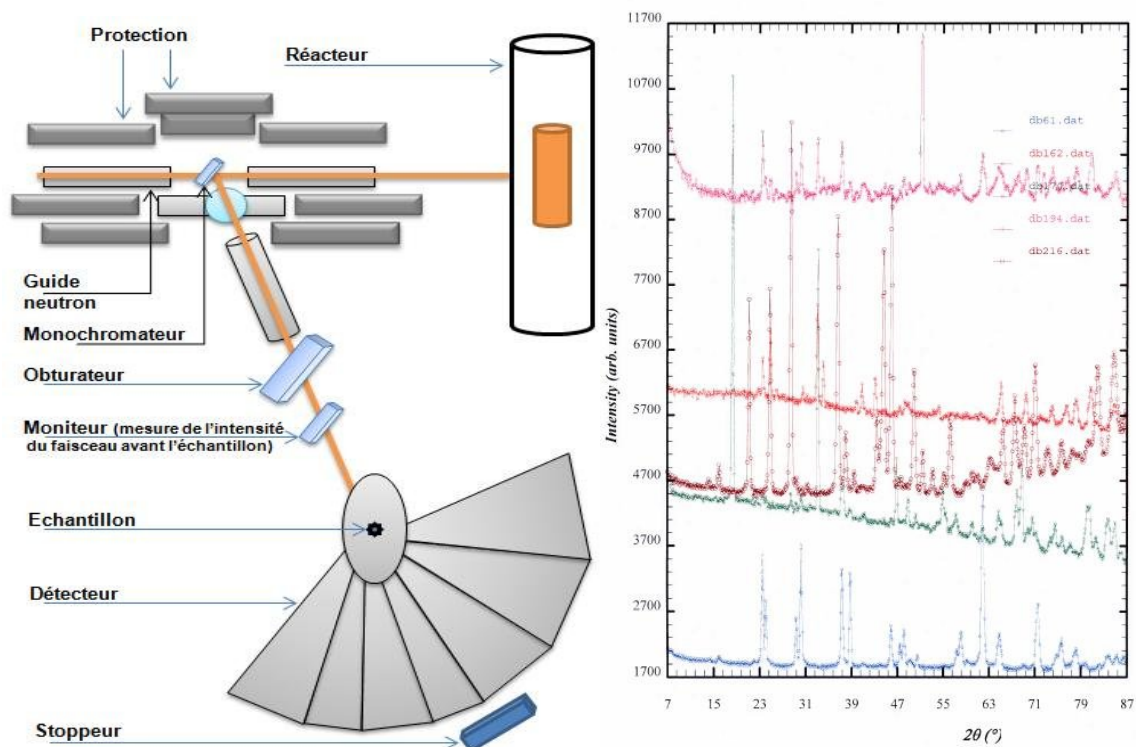 Protection
Réacteur
Guide
neutron
Monochromateur
Obturateur
Moniteur (mesure de l'intensité
du faisceau avant l'échantillon)
Echantillon
Détecteur
Stoppeur
11700
10700
9700
8700
7700
6700
5700
4700
3700
2700
1700
Intensity (arb. units)
db61.dat
db162.dat
db194.dat
db216.dat
7 15 23 31 39 47 55 63 71 79 87
2θ (°)